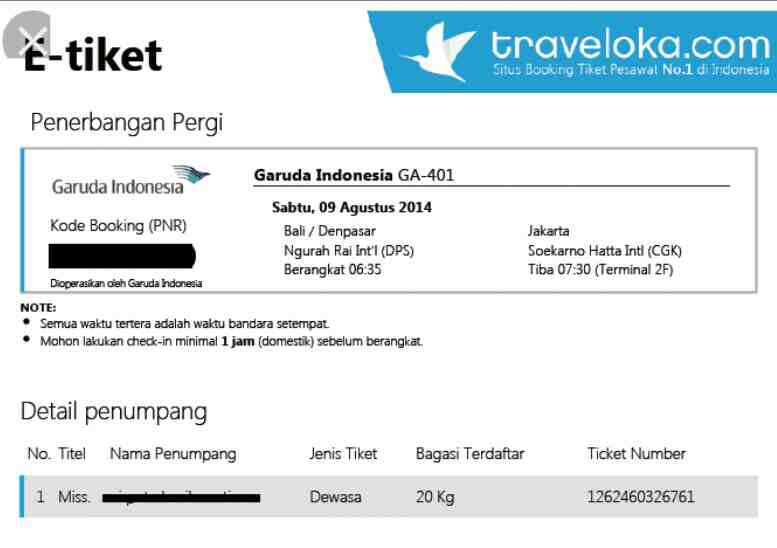 E-tiket
traveloka.com
Situs Booking Tiket Pesawat No.1 di Indonesia
Penerbangan Pergi
Garuda Indonesia
Garuda Indonesia GA-401
Kode Booking (PNR)
Dioperasikan oleh Garuda Indonesia
Sabtu, 09 Agustus 2014
Bali / Denpasar Jakarta
Ngurah Rai Int'l (DPS) Soekarno Hatta Intl (CGK)
Berangkat 06:35 Tiba 07:30 (Terminal 2F)
NOTE:
• Semua waktu tertera adalah waktu bandara setempat.
• Mohon lakukan check-in minimal 1 jam (domestik) sebelum berangkat.
Detail penumpang
No. Titel Nama Penumpang Jenis Tiket Bagasi Terdaftar Ticket Number
1 Miss. Dewasa 20 Kg 1262460326761